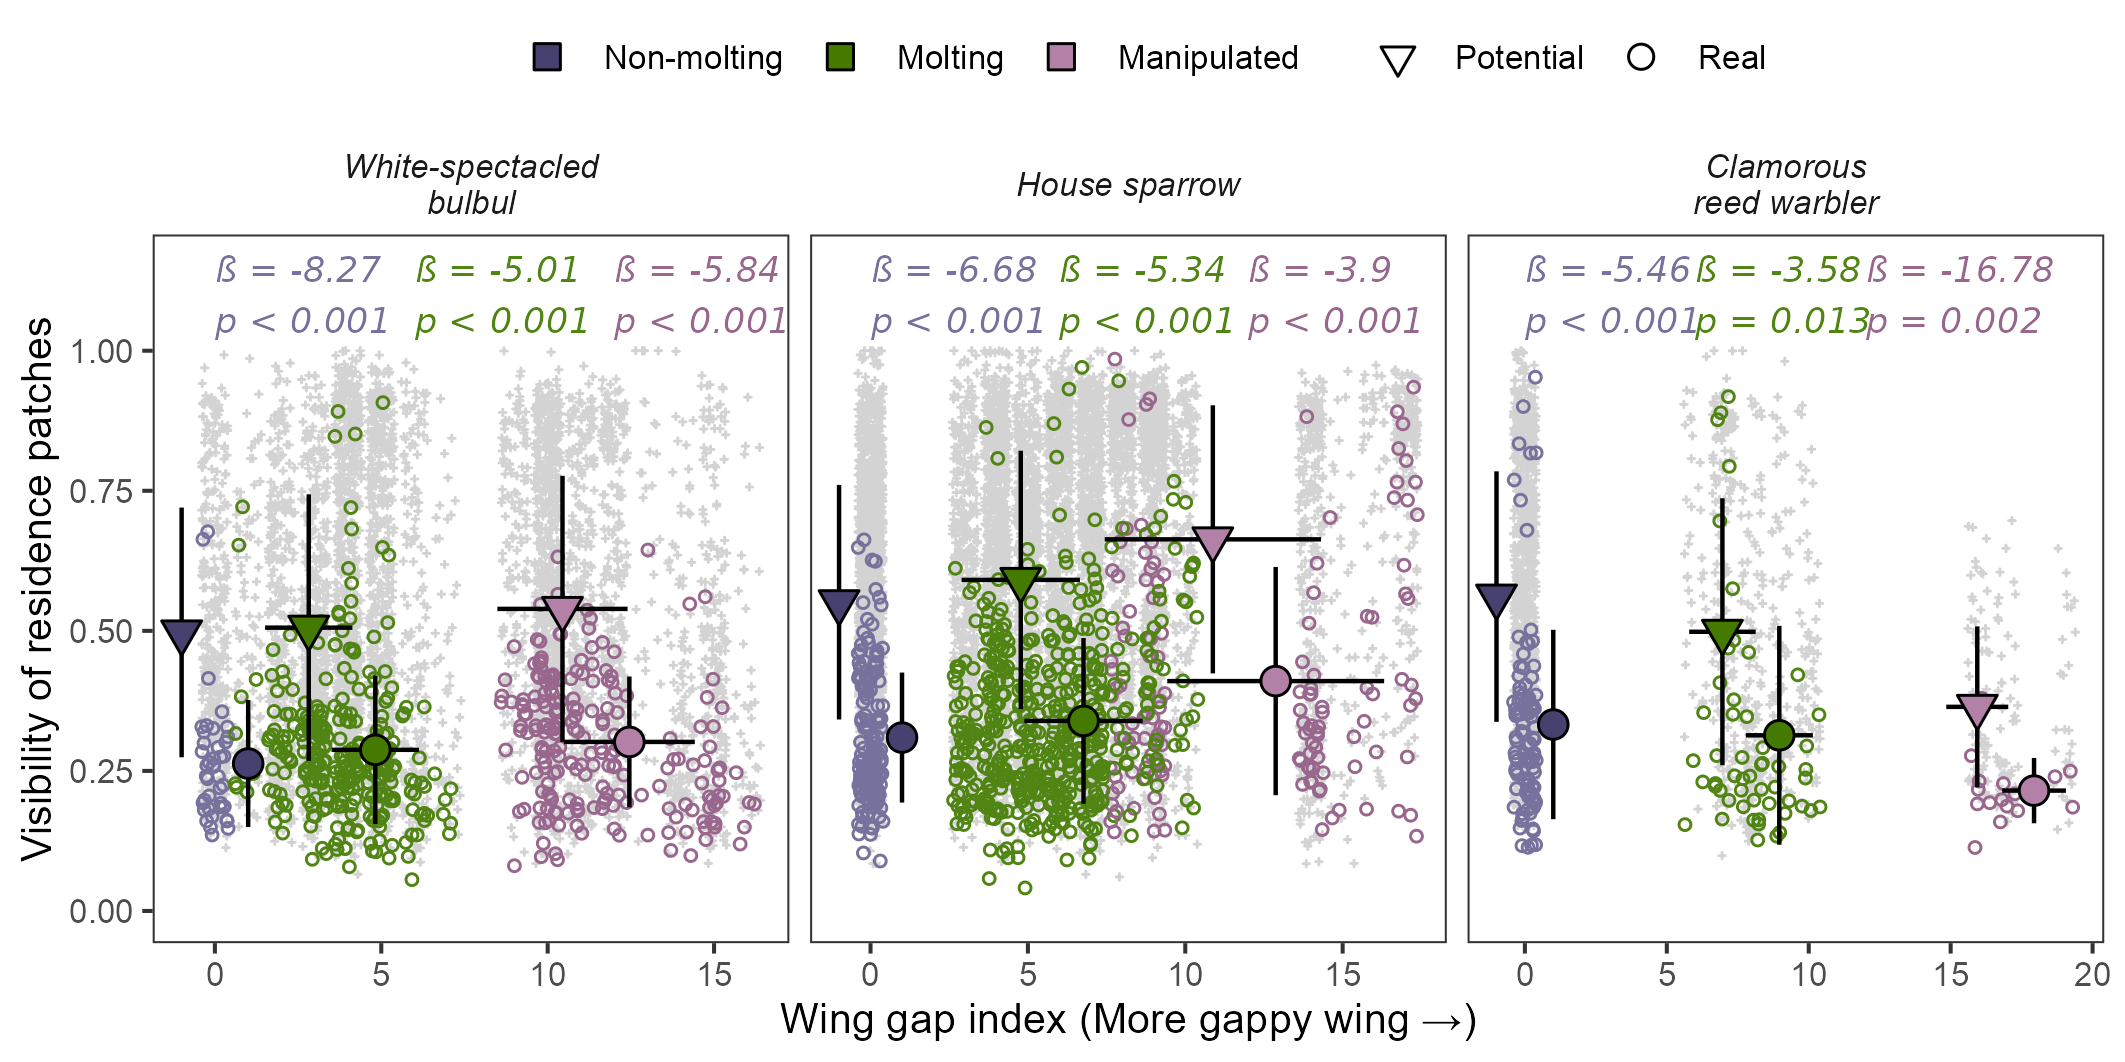 Non-molting Molting Manipulated Potential Real
White-spectacled
bulbul
House sparrow
Clamorous
reed warbler
ß = -8.27 ß = -5.01 ß = -5.84
p < 0.001 p < 0.001 p < 0.001
ß = -6.68 ß = -5.34 ß = -3.9
p < 0.001 p < 0.001 p < 0.001
ß = -5.46 ß = -3.58 ß = -16.78
p < 0.001 p = 0.013 p = 0.002
Visibility of residence patches
1.00
0.75
0.50
0.25
0.00
0 5 10 15
0 5 10 15
0 5 10 15 20
Wing gap index (More gappy wing →)